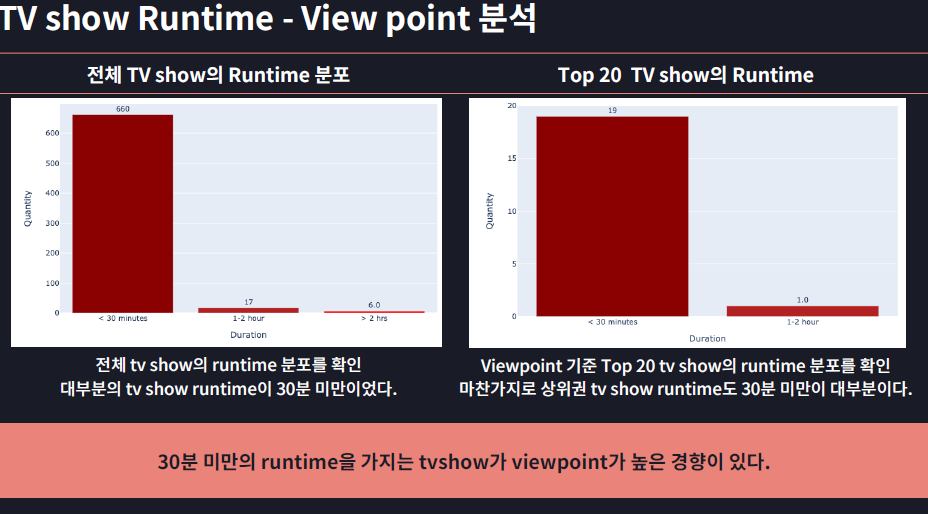 TV show Runtime - View point 분석
전체 TV show의 Runtime 분포
Top 20 TV show의 Runtime
660
600
500
400
300
200
100
0
Quantity
17
6.0
< 30 minutes
1-2 hour
> 2 hrs
Duration
20
15
10
5
0
Quantity
19
1.0
< 30 minutes
1-2 hour
Duration
전체 tv show의 runtime 분포를 확인
대부분의 tv show runtime이 30분 미만이었다.
Viewpoint 기준 Top 20 tv show의 runtime 분포를 확인
마찬가지로 상위권 tv show runtime도 30분 미만이 대부분이다.
30분 미만의 runtime을 가지는 tvshow가 viewpoint가 높은 경향이 있다.